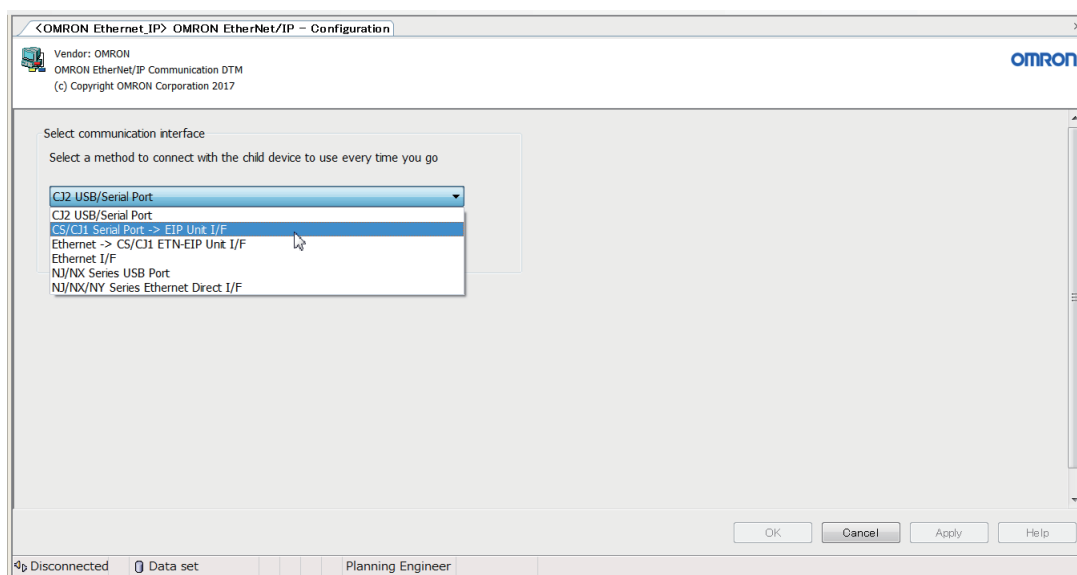 <OMRON Ethernet_IP> OMRON EtherNet/IP - Configuration
Vendor: OMRON
OMRON EtherNet/IP Communication DTM
(c) Copyright OMRON Corporation 2017
OMRON
Select communication interface
Select a method to connect with the child device to use every time you go
CJ2 USB/Serial Port
CJ2 USB/Serial Port
CS/CJ1 Serial Port -> EIP Unit I/F
Ethernet -> CS/CJ1 ETN-EIP Unit I/F
Ethernet I/F
NJ/NX Series USB Port
NJ/NX/NY Series Ethernet Direct I/F
OK Cancel Apply Help
Disconnected Data set Planning Engineer